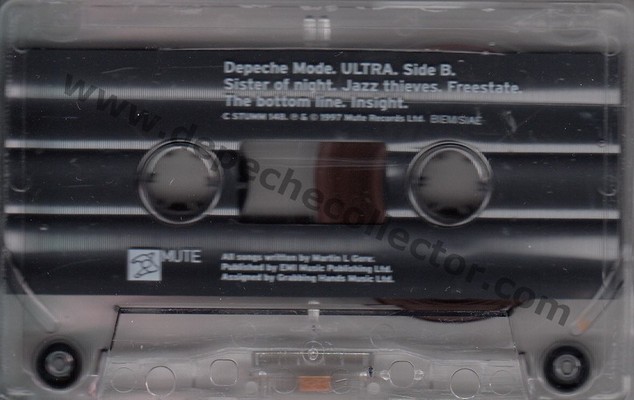 Depeche Mode. ULTRA. Side B.
Sister of night. Jazz thieves. Freestate.
The bottom line. Insight.
C STUMM 148. ℗ & © 1997 Mute Records Ltd. BIEM/SIAE
www.depechecollector.com
MUTE
All songs written by Martin L Gore.
Published by EMI Music Publishing Ltd.
Assigned by Grabbing Hands Music Ltd.